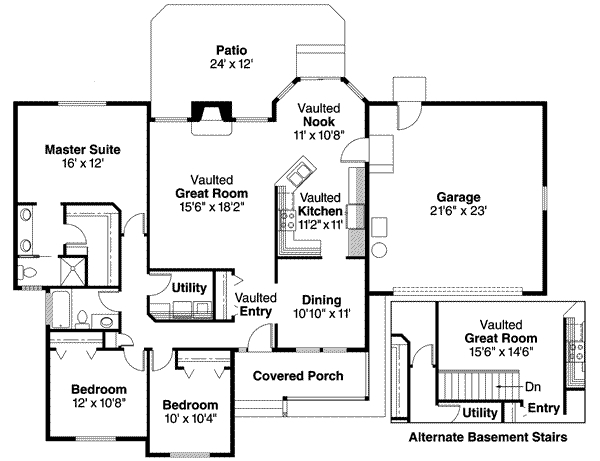 Patio
24' x 12'
Vaulted
Nook
11' x 10'8"
Master Suite
16' x 12'
Vaulted
Great Room
15'6" x 18'2"
Vaulted
Kitchen
11'2" x 11'
Garage
21'6" x 23'
Utility
Vaulted
Entry
Dining
10'10" x 11'
Covered Porch
Bedroom
12' x 10'8"
Bedroom
10' x 10'4"
Vaulted
Great Room
15'6" x 14'6"
Dn
Utility
Entry
Alternate Basement Stairs